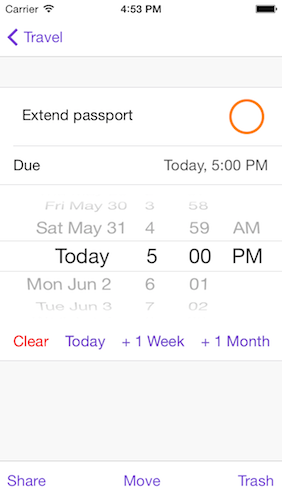 Carrier 4:53 PM
Travel
Extend passport
Due Today, 5:00 PM
Fri May 30 3 58
Sat May 31 4 59 AM
Today 5 00 PM
Mon Jun 2 6 01
Tue Jun 3 7 02
Clear Today + 1 Week + 1 Month
Share Move Trash